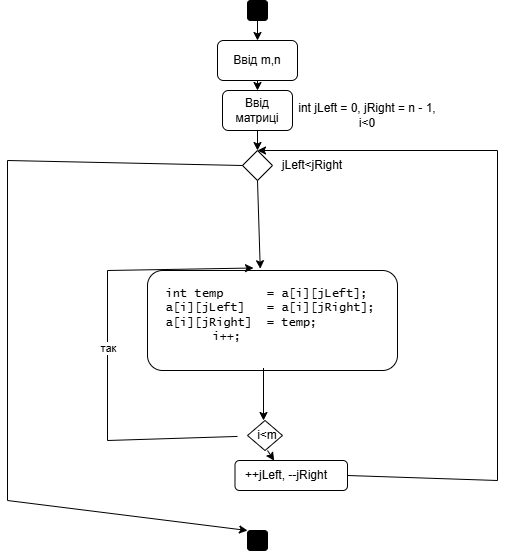 Ввід m,n
Ввід
матриці
int jLeft = 0, jRight = n - 1,
i<0
jLeft<jRight
int temp = a[i][jLeft];
a[i][jLeft] = a[i][jRight];
a[i][jRight] = temp;
i++;
так
i<m
++jLeft, --jRight